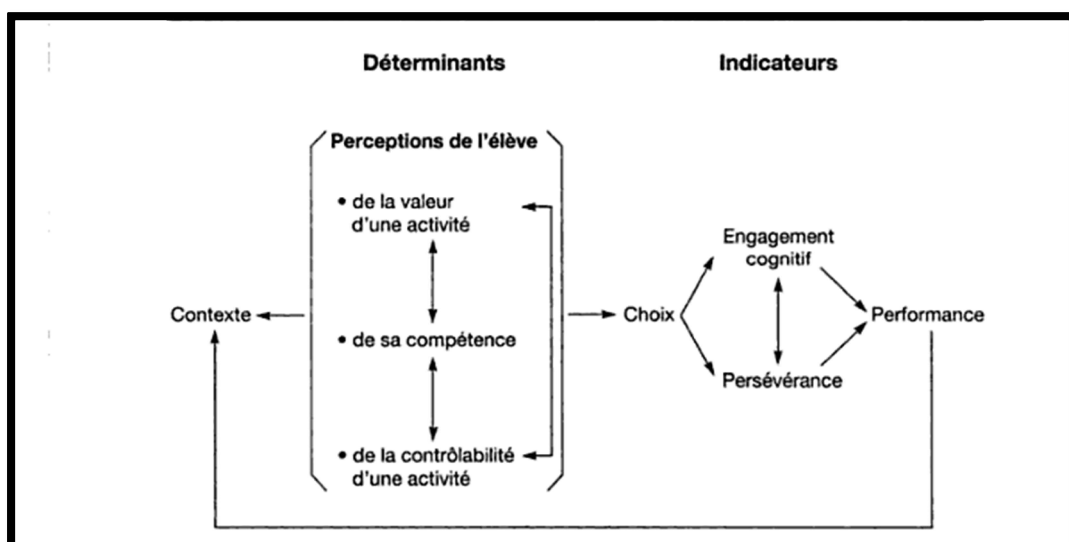 Déterminants
Indicateurs
Perceptions de l'élève
• de la valeur
d'une activité
Engagement
cognitif
Contexte
Choix
Performance
• de sa compétence
Persévérance
• de la contrôlabilité
d'une activité